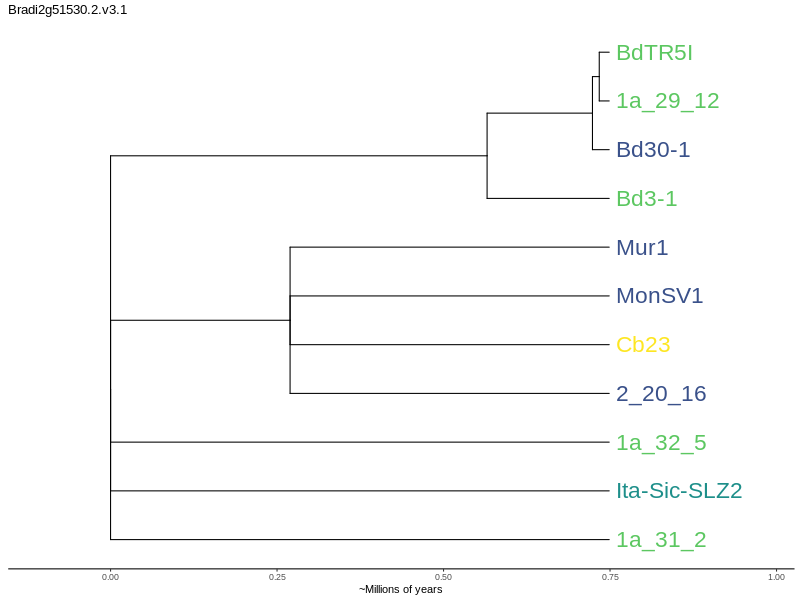 Bradi2g51530.2.v3.1
BdTR5I
1a_29_12
Bd30-1
Bd3-1
Mur1
MonSV1
Cb23
2_20_16
1a_32_5
Ita-Sic-SLZ2
1a_31_2
0.00 0.25 0.50 0.75 1.00
~Millions of years